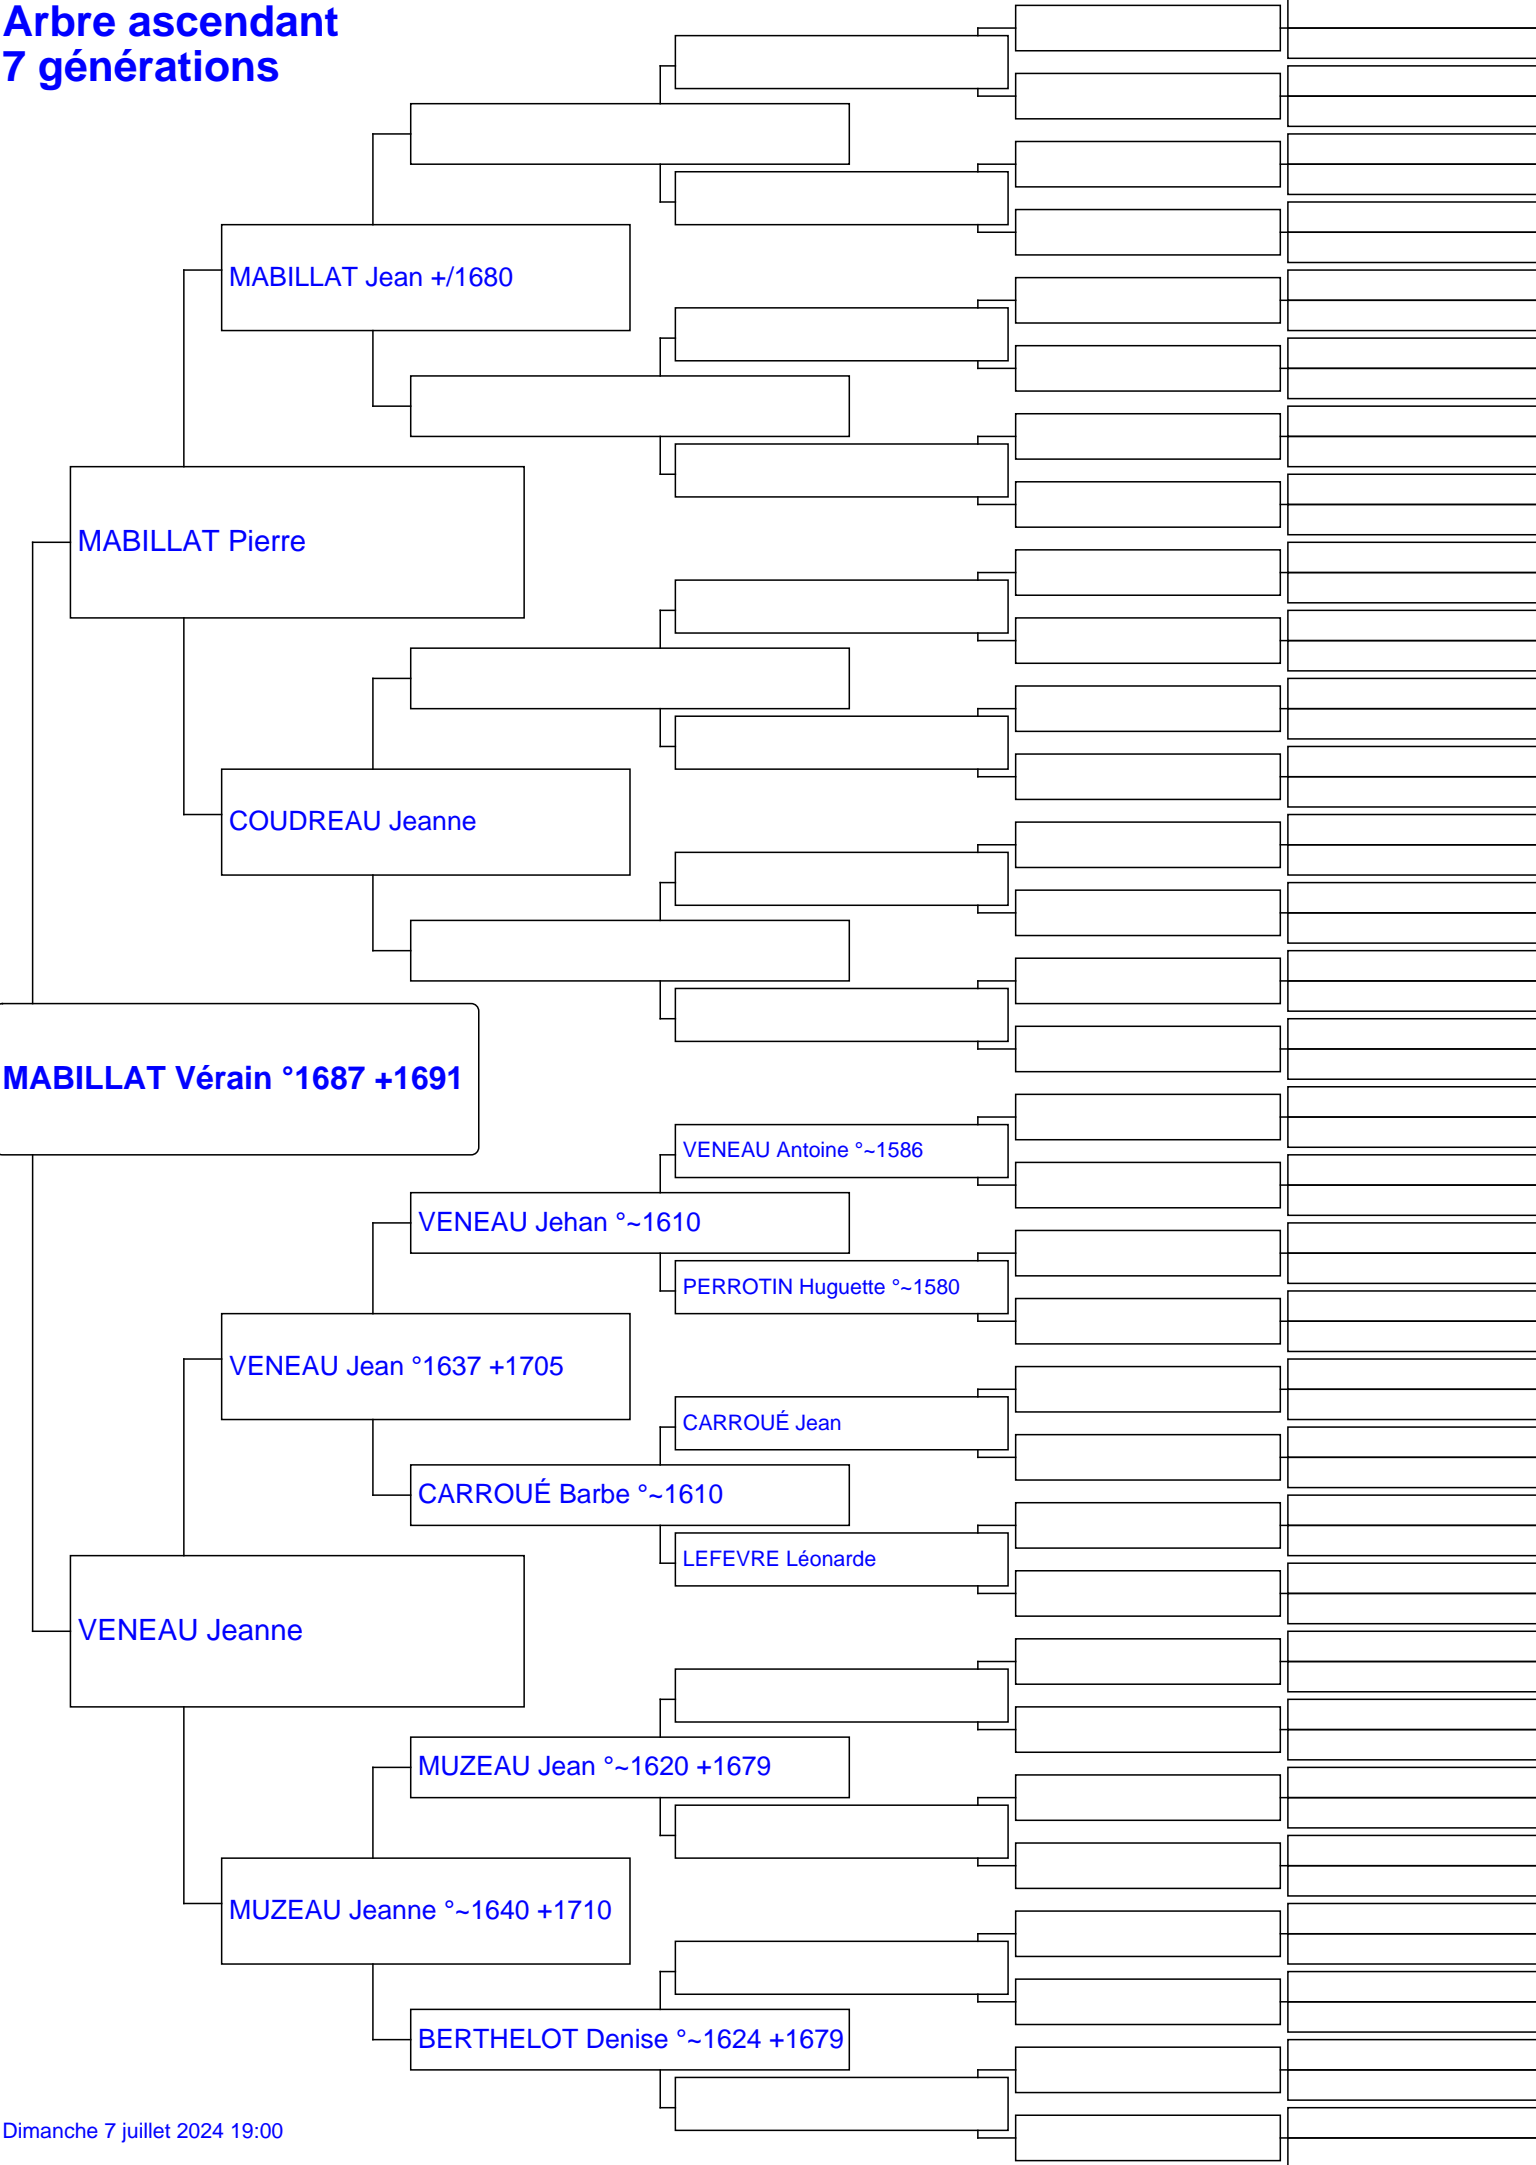 Arbre ascendant
7 générations
MABILLAT Jean +/1680
MABILLAT Pierre
COUDREAU Jeanne
MABILLAT Vérain °1687 +1691
VENEAU Antoine °~1586
VENEAU Jehan °~1610
PERROTIN Huguette °~1580
VENEAU Jean °1637 +1705
CARROUÉ Jean
CARROUÉ Barbe °~1610
LEFEVRE Léonarde
VENEAU Jeanne
MUZEAU Jean °~1620 +1679
MUZEAU Jeanne °~1640 +1710
BERTHELOT Denise °~1624 +1679
Dimanche 7 juillet 2024 19:00